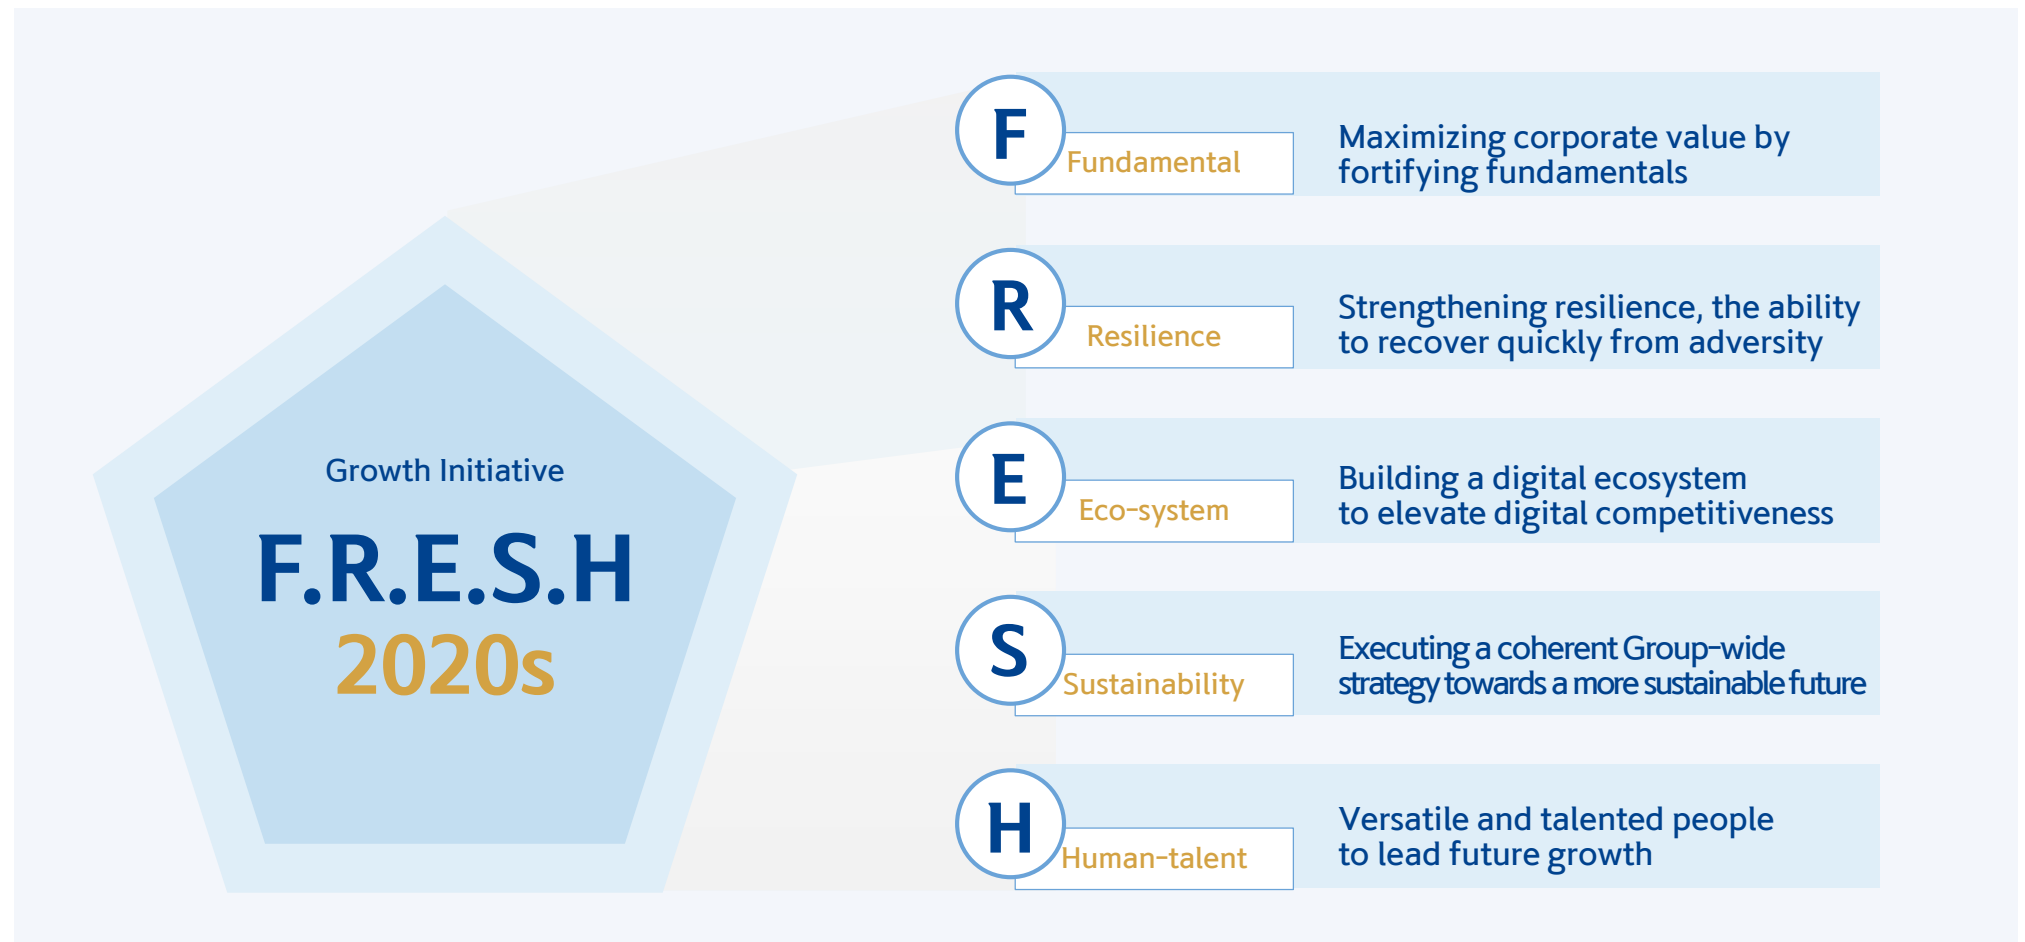 Growth Initiative
F.R.E.S.H
2020s
F
Fundamental
Maximizing corporate value by
fortifying fundamentals
R
Resilience
Strengthening resilience, the ability
to recover quickly from adversity
E
Eco-system
Building a digital ecosystem
to elevate digital competitiveness
S
Sustainability
Executing a coherent Group-wide
strategy towards a more sustainable future
H
Human-talent
Versatile and talented people
to lead future growth